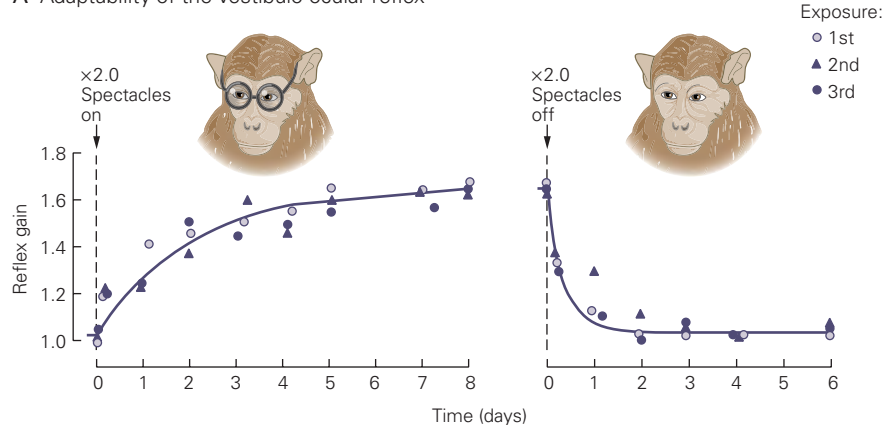 A Adaptability of the vestibulo-ocular reflex
Exposure:
1st
2nd
3rd
×2.0
Spectacles
on
×2.0
Spectacles
off
Reflex gain
1.8
1.6
1.4
1.2
1.0
0 1 2 3 4 5 6 7 8
0 1 2 3 4 5 6
Time (days)